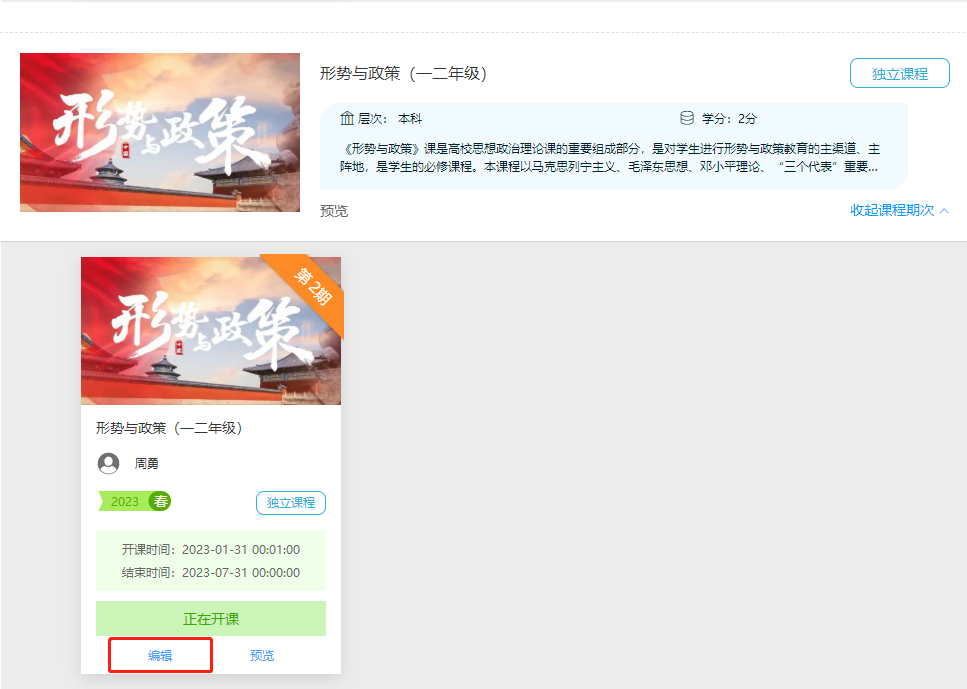 形势与政策
形势与政策（一二年级）
独立课程
层次： 本科
学分：2分
《形势与政策》课是高校思想政治理论课的重要组成部分，是对学生进行形势与政策教育的主渠道、主
阵地，是学生的必修课程。本课程以马克思列宁主义、毛泽东思想、邓小平理论、“三个代表”重要...
预览
收起课程期次
形势与政策
第2期
形势与政策（一二年级）
周勇
2023 春
独立课程
开课时间：2023-01-31 00:01:00
结束时间：2023-07-31 00:00:00
正在开课
编辑
预览